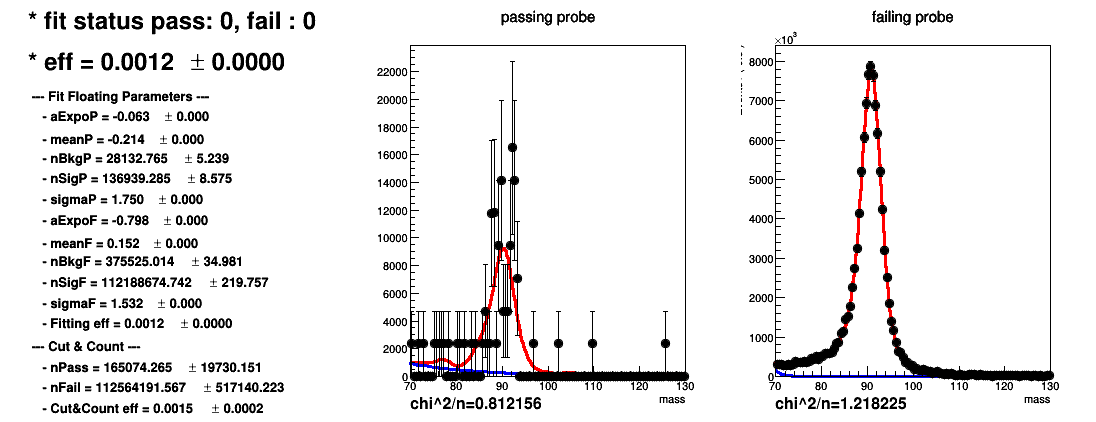 * fit status pass: 0, fail : 0
* eff = 0.0012 ± 0.0000
--- Fit Floating Parameters ---
- aExpoP = -0.063 ± 0.000
- meanP = -0.214 ± 0.000
- nBkgP = 28132.765 ± 5.239
- nSigP = 136939.285 ± 8.575
- sigmaP = 1.750 ± 0.000
- aExpoF = -0.798 ± 0.000
- meanF = 0.152 ± 0.000
- nBkgF = 375525.014 ± 34.981
- nSigF = 112188674.742 ± 219.757
- sigmaF = 1.532 ± 0.000
- Fitting eff = 0.0012 ± 0.0000
--- Cut & Count ---
- nPass = 165074.265 ± 19730.151
- nFail = 112564191.567 ± 517140.223
- Cut&Count eff = 0.0015 ± 0.0002
passing probe
22000
20000
18000
16000
14000
12000
10000
8000
6000
4000
2000
0
70 80 90 100 110 120 130
mass
chi^2/n=0.812156
failing probe
×10³
8000
7000
6000
5000
4000
3000
2000
1000
0
70 80 90 100 110 120 130
mass
chi^2/n=1.218225